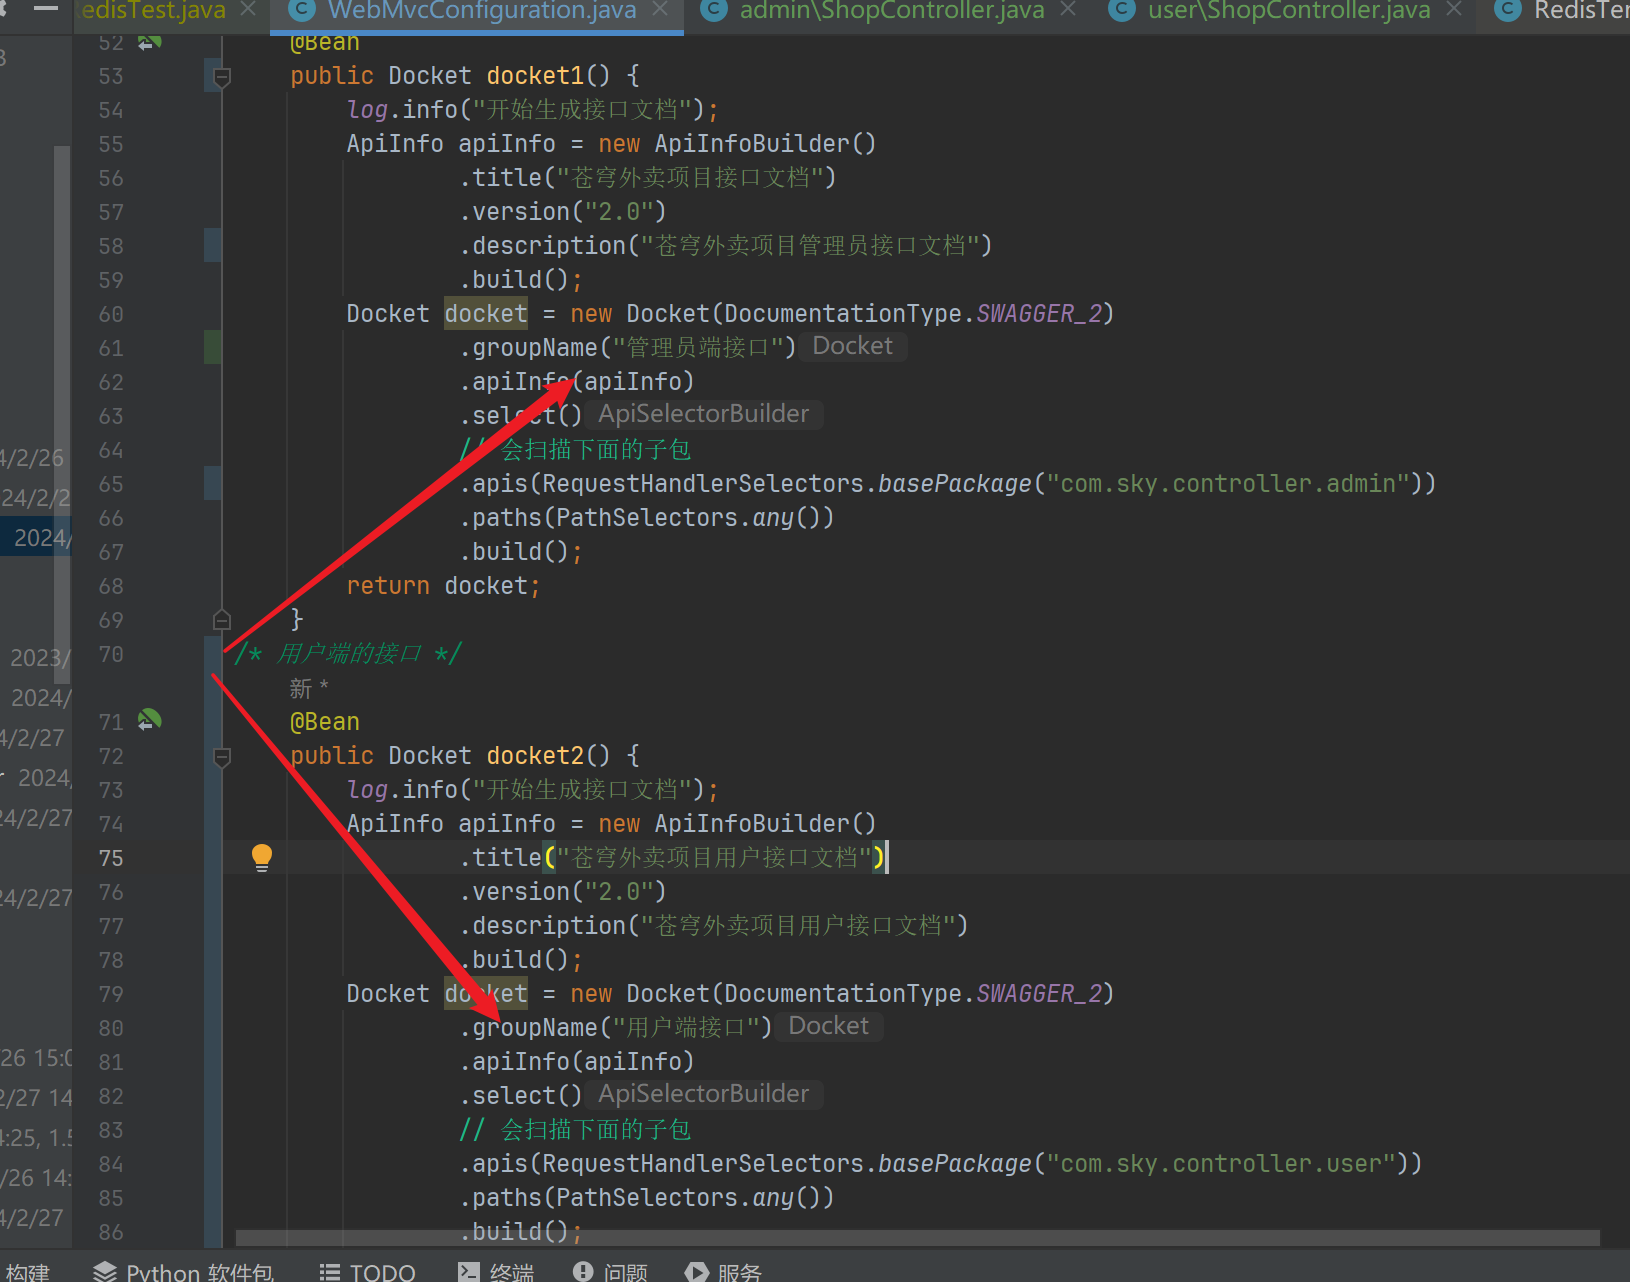 edisTest.java
WebMvcConfiguration.java
admin\ShopController.java
user\ShopController.java
RedisTem
52 @Bean
53 public Docket docket1() {
54 log.info("开始生成接口文档");
55 ApiInfo apiInfo = new ApiInfoBuilder()
56 .title("苍穹外卖项目接口文档")
57 .version("2.0")
58 .description("苍穹外卖项目管理员接口文档")
59 .build();
60 Docket docket = new Docket(DocumentationType.SWAGGER_2)
61 .groupName("管理员端接口") Docket
62 .apiInfo(apiInfo)
63 .select() ApiSelectorBuilder
64 // 会扫描下面的子包
65 .apis(RequestHandlerSelectors.basePackage("com.sky.controller.admin"))
66 .paths(PathSelectors.any())
67 .build();
68 return docket;
69 }
70 /* 用户端的接口 */
新 *
71 @Bean
72 public Docket docket2() {
73 log.info("开始生成接口文档");
74 ApiInfo apiInfo = new ApiInfoBuilder()
75 .title("苍穹外卖项目用户接口文档")
76 .version("2.0")
77 .description("苍穹外卖项目用户接口文档")
78 .build();
79 Docket docket = new Docket(DocumentationType.SWAGGER_2)
80 .groupName("用户端接口") Docket
81 .apiInfo(apiInfo)
82 .select() ApiSelectorBuilder
83 // 会扫描下面的子包
84 .apis(RequestHandlerSelectors.basePackage("com.sky.controller.user"))
85 .paths(PathSelectors.any())
86 .build();
4/2/26
24/2/2
2024/
2023/
2024/
4/2/27
2024,
24/2/27
24/2/27
26 15:0
2/27 14
4:25, 1.5
/26 14:
4/2/27
构建
Python 软件包
TODO
终端
问题
服务